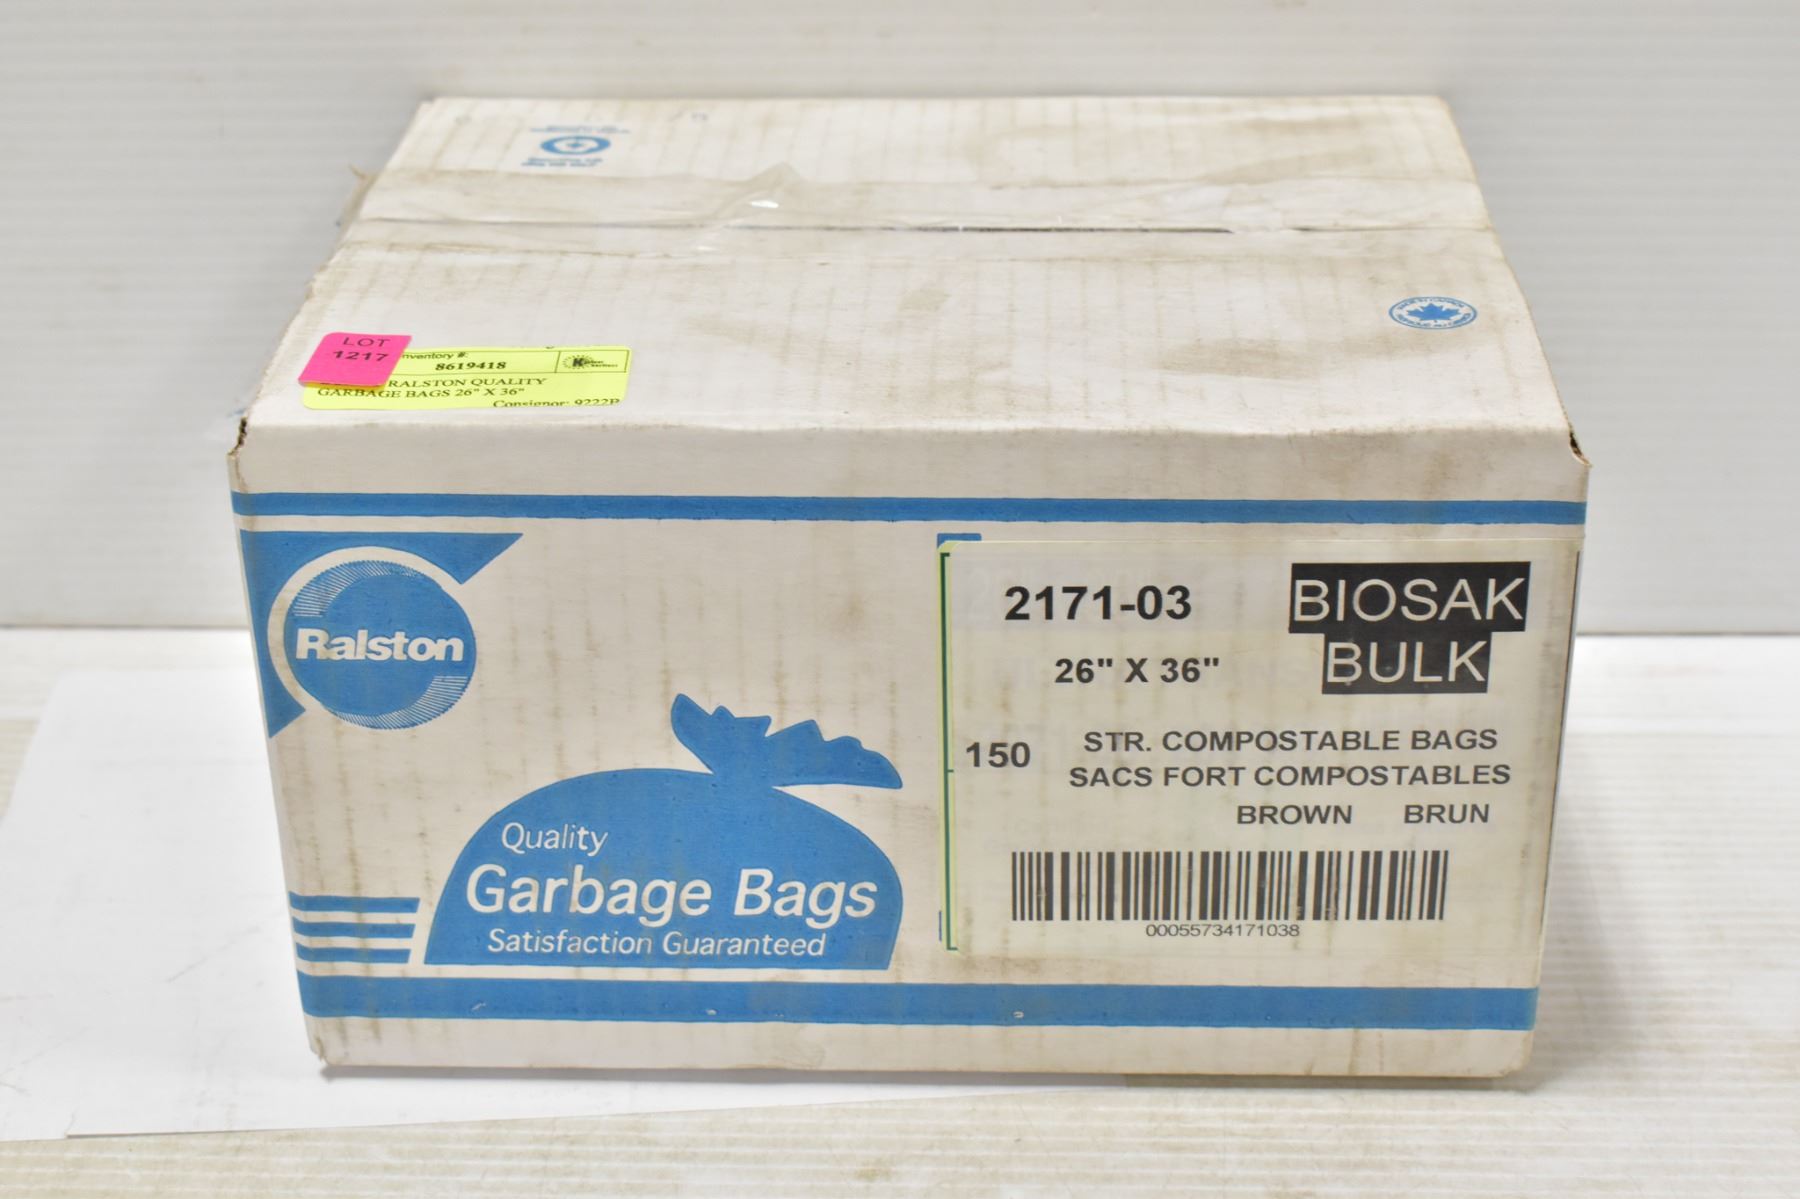 LOT
1217
Inventory #:
8619418
RALSTON QUALITY
GARBAGE BAGS 26" X 36"
Consignor: 9222P
Ralston
Quality
Garbage Bags
Satisfaction Guaranteed
2171-03
BIOSAK
BULK
26" X 36"
150
STR. COMPOSTABLE BAGS
SACS FORT COMPOSTABLES
BROWN BRUN
00055734171038